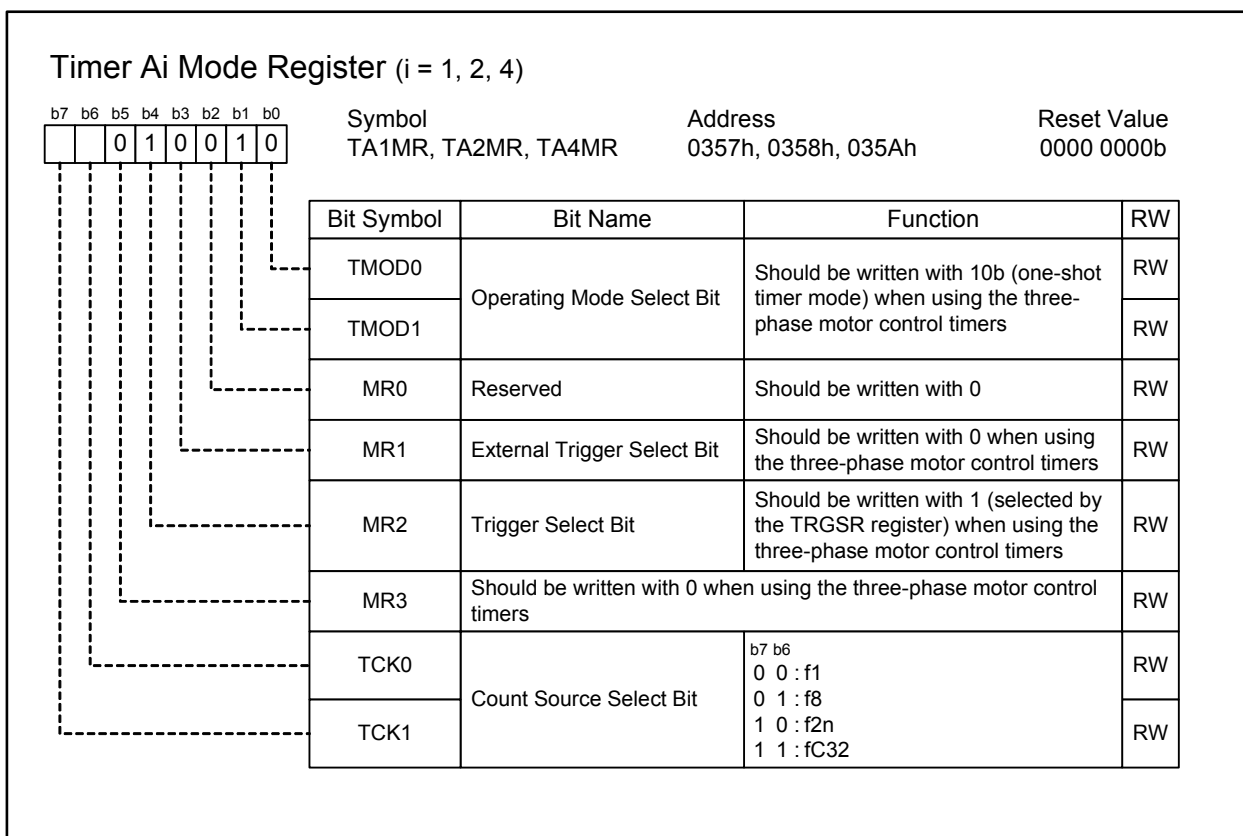 Timer Ai Mode Register (i = 1, 2, 4)
b7 b6 b5 b4 b3 b2 b1 b0
0 1 0 0 1 0
Symbol Address Reset Value
TA1MR, TA2MR, TA4MR 0357h, 0358h, 035Ah 0000 0000b
Bit Symbol Bit Name Function RW
TMOD0
TMOD1
Operating Mode Select Bit
Should be written with 10b (one-shot
timer mode) when using the three-
phase motor control timers
RW
RW
MR0 Reserved Should be written with 0 RW
MR1 External Trigger Select Bit
Should be written with 0 when using
the three-phase motor control timers
RW
MR2 Trigger Select Bit
Should be written with 1 (selected by
the TRGSR register) when using the
three-phase motor control timers
RW
MR3
Should be written with 0 when using the three-phase motor control
timers
RW
TCK0
TCK1
Count Source Select Bit
b7 b6
0 0 : f1
0 1 : f8
1 0 : f2n
1 1 : fC32
RW
RW